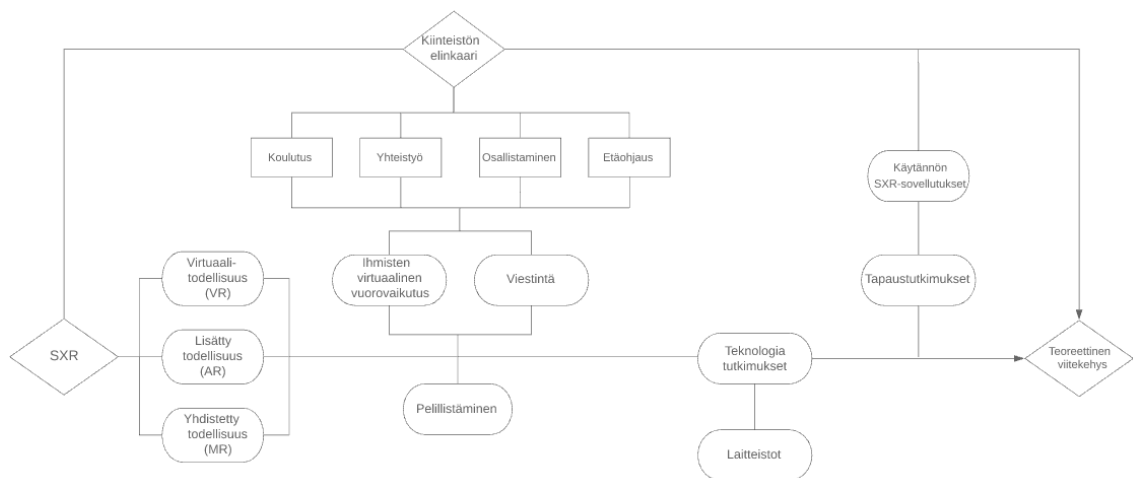 Kiinteistön
elinkaari
Koulutus
Yhteistyö
Osallistaminen
Etäohjaus
Käytännön
SXR-sovellutukset
Virtuaali-
todellisuus
(VR)
Ihmisten
virtuaalinen
vuorovaikutus
Viestintä
Tapaustutkimukset
SXR
Lisätty
todellisuus
(AR)
Teknologia
tutkimukset
Teoreettinen
viitekehys
Pelillistäminen
Yhdistetty
todellisuus
(MR)
Laitteistot